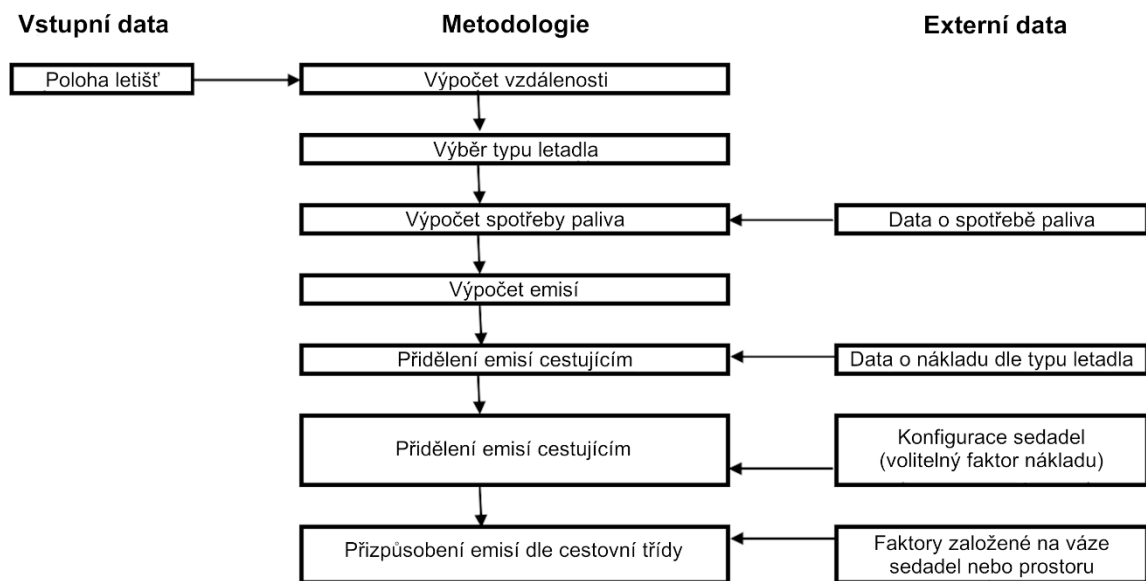 Vstupní data
Metodologie
Externí data
Poloha letišť
Výpočet vzdálenosti
Výběr typu letadla
Výpočet spotřeby paliva
Data o spotřebě paliva
Výpočet emisí
Přidělení emisí cestujícím
Data o nákladu dle typu letadla
Přidělení emisí cestujícím
Konfigurace sedadel
(volitelný faktor nákladu)
Přizpůsobení emisí dle cestovní třídy
Faktory založené na váze
sedadel nebo prostoru